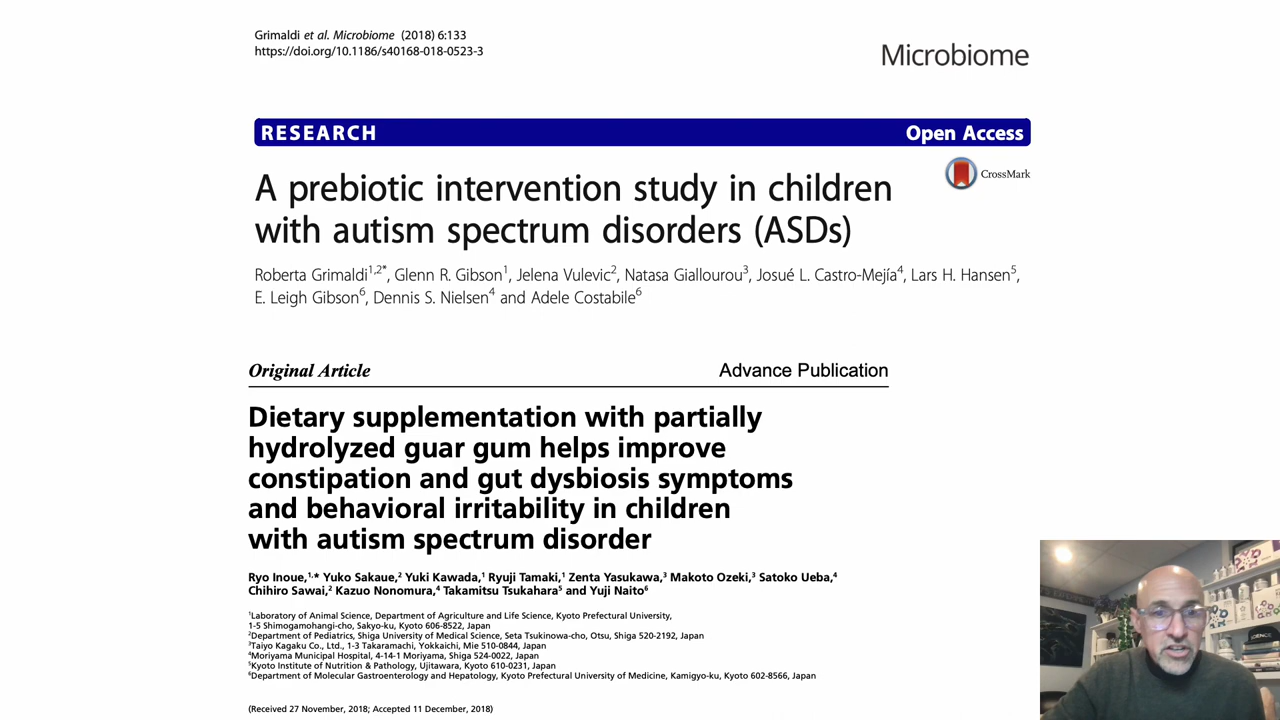 Grimaldi et al. Microbiome (2018) 6:133
https://doi.org/10.1186/s40168-018-0523-3
Microbiome
RESEARCH Open Access
CrossMark
A prebiotic intervention study in children
with autism spectrum disorders (ASDs)
Roberta Grimaldi1,2*, Glenn R. Gibson1, Jelena Vulevic2, Natasa Giallourou3, Josué L. Castro-Mejía4, Lars H. Hansen5,
E. Leigh Gibson6, Dennis S. Nielsen4 and Adele Costabile6
Original Article Advance Publication
Dietary supplementation with partially
hydrolyzed guar gum helps improve
constipation and gut dysbiosis symptoms
and behavioral irritability in children
with autism spectrum disorder
Ryo Inoue,1,* Yuko Sakaue,2 Yuki Kawada,1 Ryuji Tamaki,1 Zenta Yasukawa,3 Makoto Ozeki,3 Satoko Ueba,4
Chihiro Sawai,2 Kazuo Nonomura,4 Takamitsu Tsukahara5 and Yuji Naito6
1Laboratory of Animal Science, Department of Agriculture and Life Science, Kyoto Prefectural University,
1-5 Shimogamohangi-cho, Sakyo-ku, Kyoto 606-8522, Japan
2Department of Pediatrics, Shiga University of Medical Science, Seta Tsukinowa-cho, Otsu, Shiga 520-2192, Japan
3Taiyo Kagaku Co., Ltd., 1-3 Takaramachi, Yokkaichi, Mie 510-0844, Japan
4Moriyama Municipal Hospital, 4-14-1 Moriyama, Shiga 524-0022, Japan
5Kyoto Institute of Nutrition & Pathology, Ujitawara, Kyoto 610-0231, Japan
6Department of Molecular Gastroenterology and Hepatology, Kyoto Prefectural University of Medicine, Kamigyo-ku, Kyoto 602-8566, Japan
(Received 27 November, 2018; Accepted 11 December, 2018)